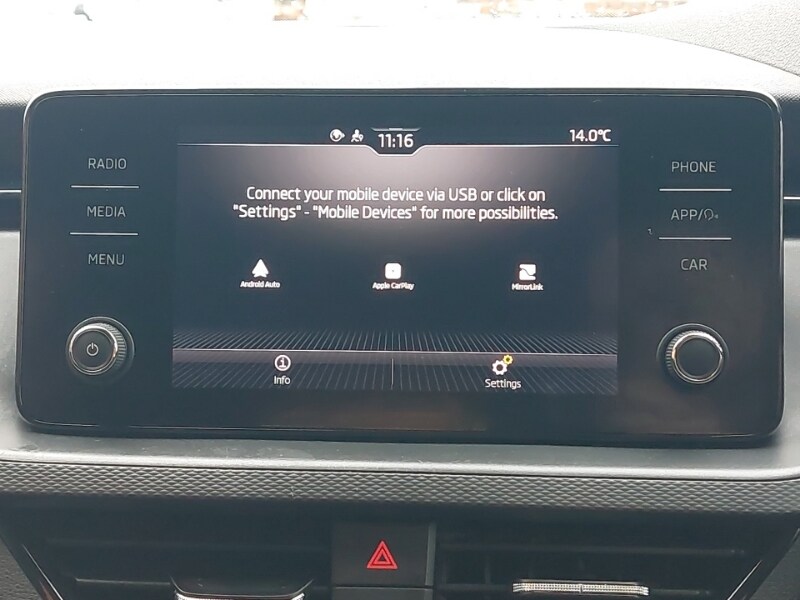 11:16
14.0°C
RADIO
MEDIA
MENU
Connect your mobile device via USB or click on
"Settings" - "Mobile Devices" for more possibilities.
Android Auto
Apple CarPlay
MirrorLink
Info
Settings
PHONE
APP/
CAR